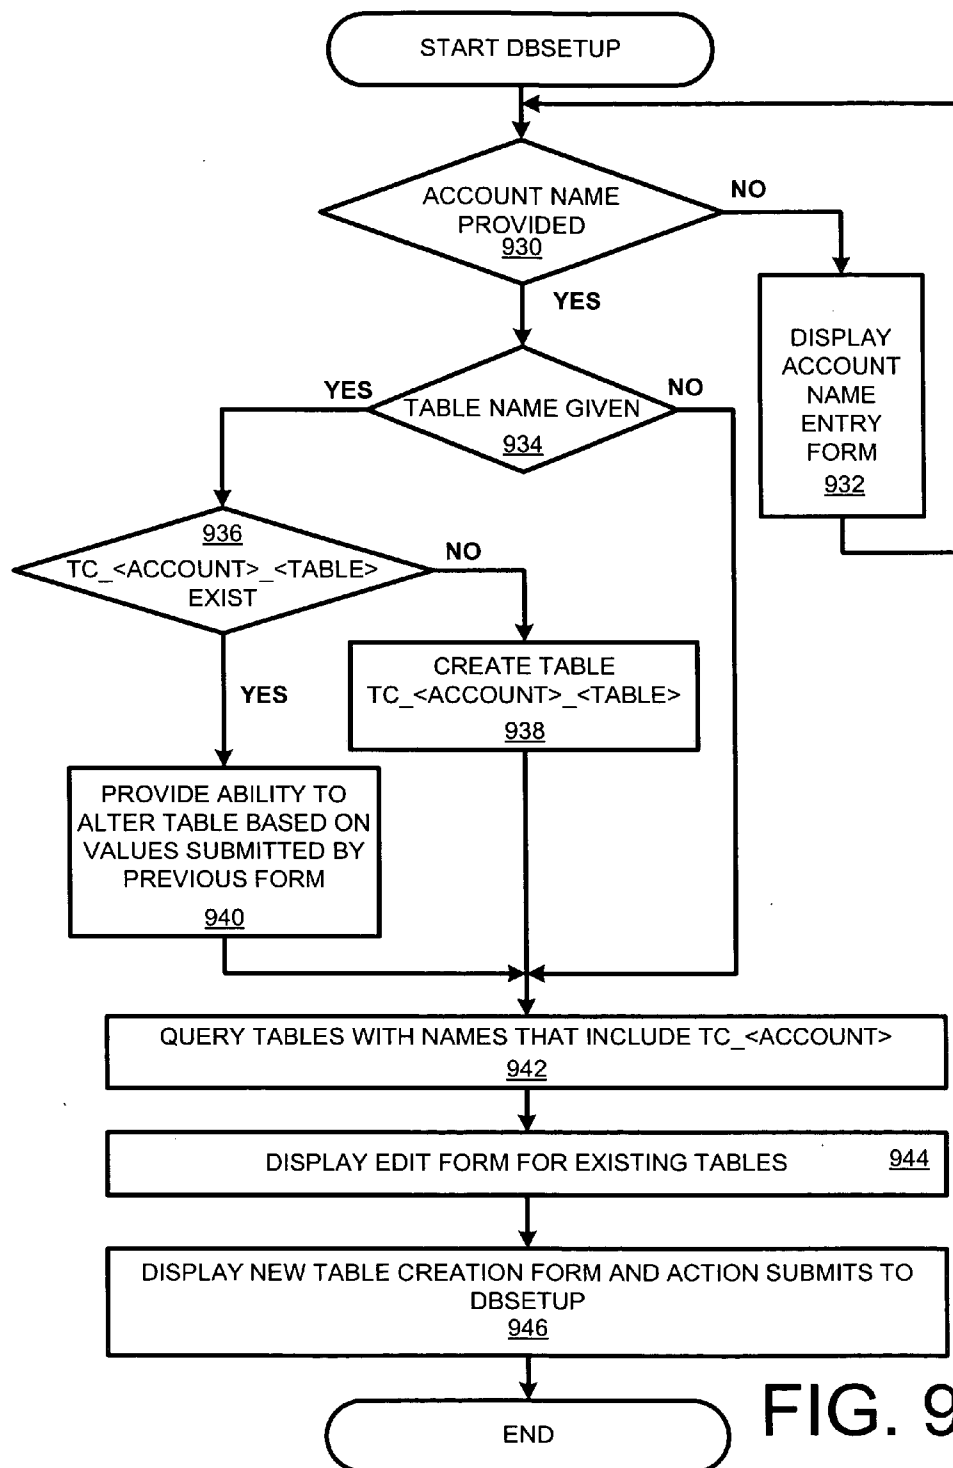 START DBSETUP
ACCOUNT NAME
PROVIDED
930
NO
YES
DISPLAY
ACCOUNT
NAME
ENTRY
FORM
932
YES
TABLE NAME GIVEN
934
NO
936
TC_<ACCOUNT>_<TABLE>
EXIST
NO
YES
CREATE TABLE
TC_<ACCOUNT>_<TABLE>
938
PROVIDE ABILITY TO
ALTER TABLE BASED ON
VALUES SUBMITTED BY
PREVIOUS FORM
940
QUERY TABLES WITH NAMES THAT INCLUDE TC_<ACCOUNT>
942
DISPLAY EDIT FORM FOR EXISTING TABLES 944
DISPLAY NEW TABLE CREATION FORM AND ACTION SUBMITS TO
DBSETUP
946
END
FIG. 9